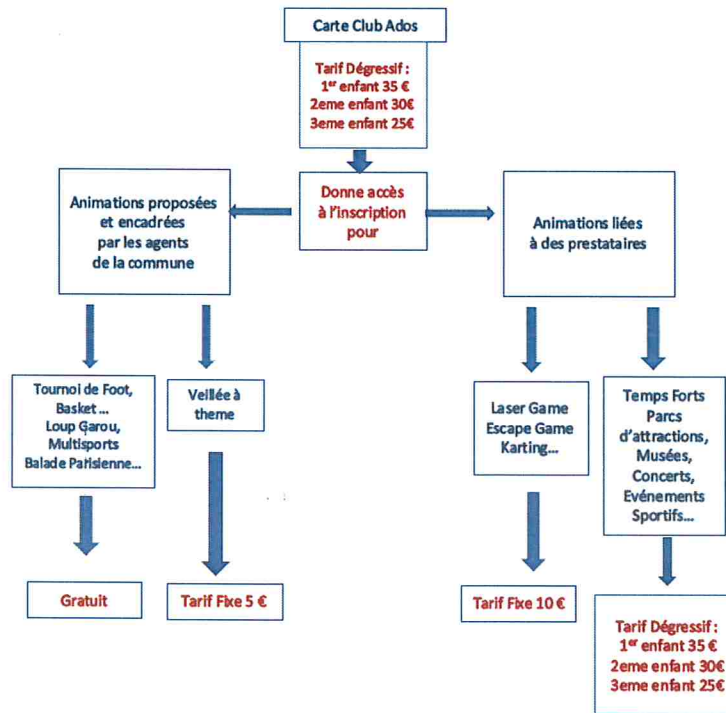 Carte Club Ados
Tarif Dégressif :
1er enfant 35 €
2eme enfant 30€
3eme enfant 25€
Donne accès
à l'inscription
pour
Animations proposées
et encadrées
par les agents
de la commune
Animations liées
à des prestataires
Tournoi de Foot,
Basket ...
Loup Garou,
Multisports
Balade Parisienne...
Veillée à
theme
Laser Game
Escape Game
Karting...
Temps Forts
Parcs
d'attractions,
Musées,
Concerts,
Evénements
Sportifs...
Gratuit
Tarif Fixe 5 €
Tarif Fixe 10 €
Tarif Dégressif :
1er enfant 35 €
2eme enfant 30€
3eme enfant 25€